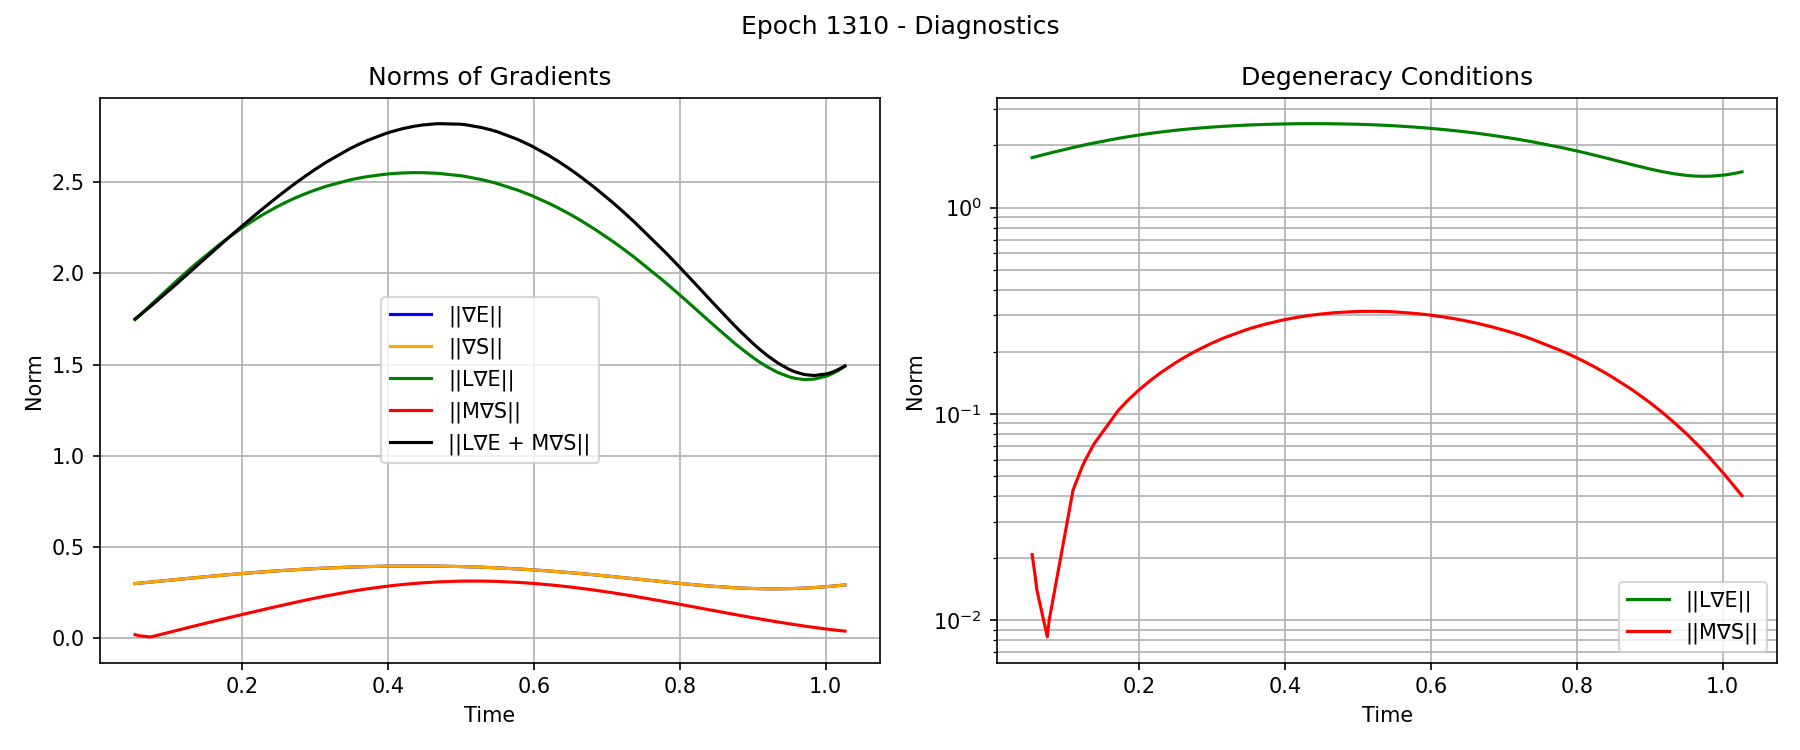 Epoch 1310 - Diagnostics
Norms of Gradients
Norm
2.5
2.0
1.5
1.0
0.5
0.0
||∇E||
||∇S||
||L∇E||
||M∇S||
||L∇E + M∇S||
0.2 0.4 0.6 0.8 1.0
Time
Degeneracy Conditions
Norm
10⁰
10⁻¹
10⁻²
||L∇E||
||M∇S||
0.2 0.4 0.6 0.8 1.0
Time